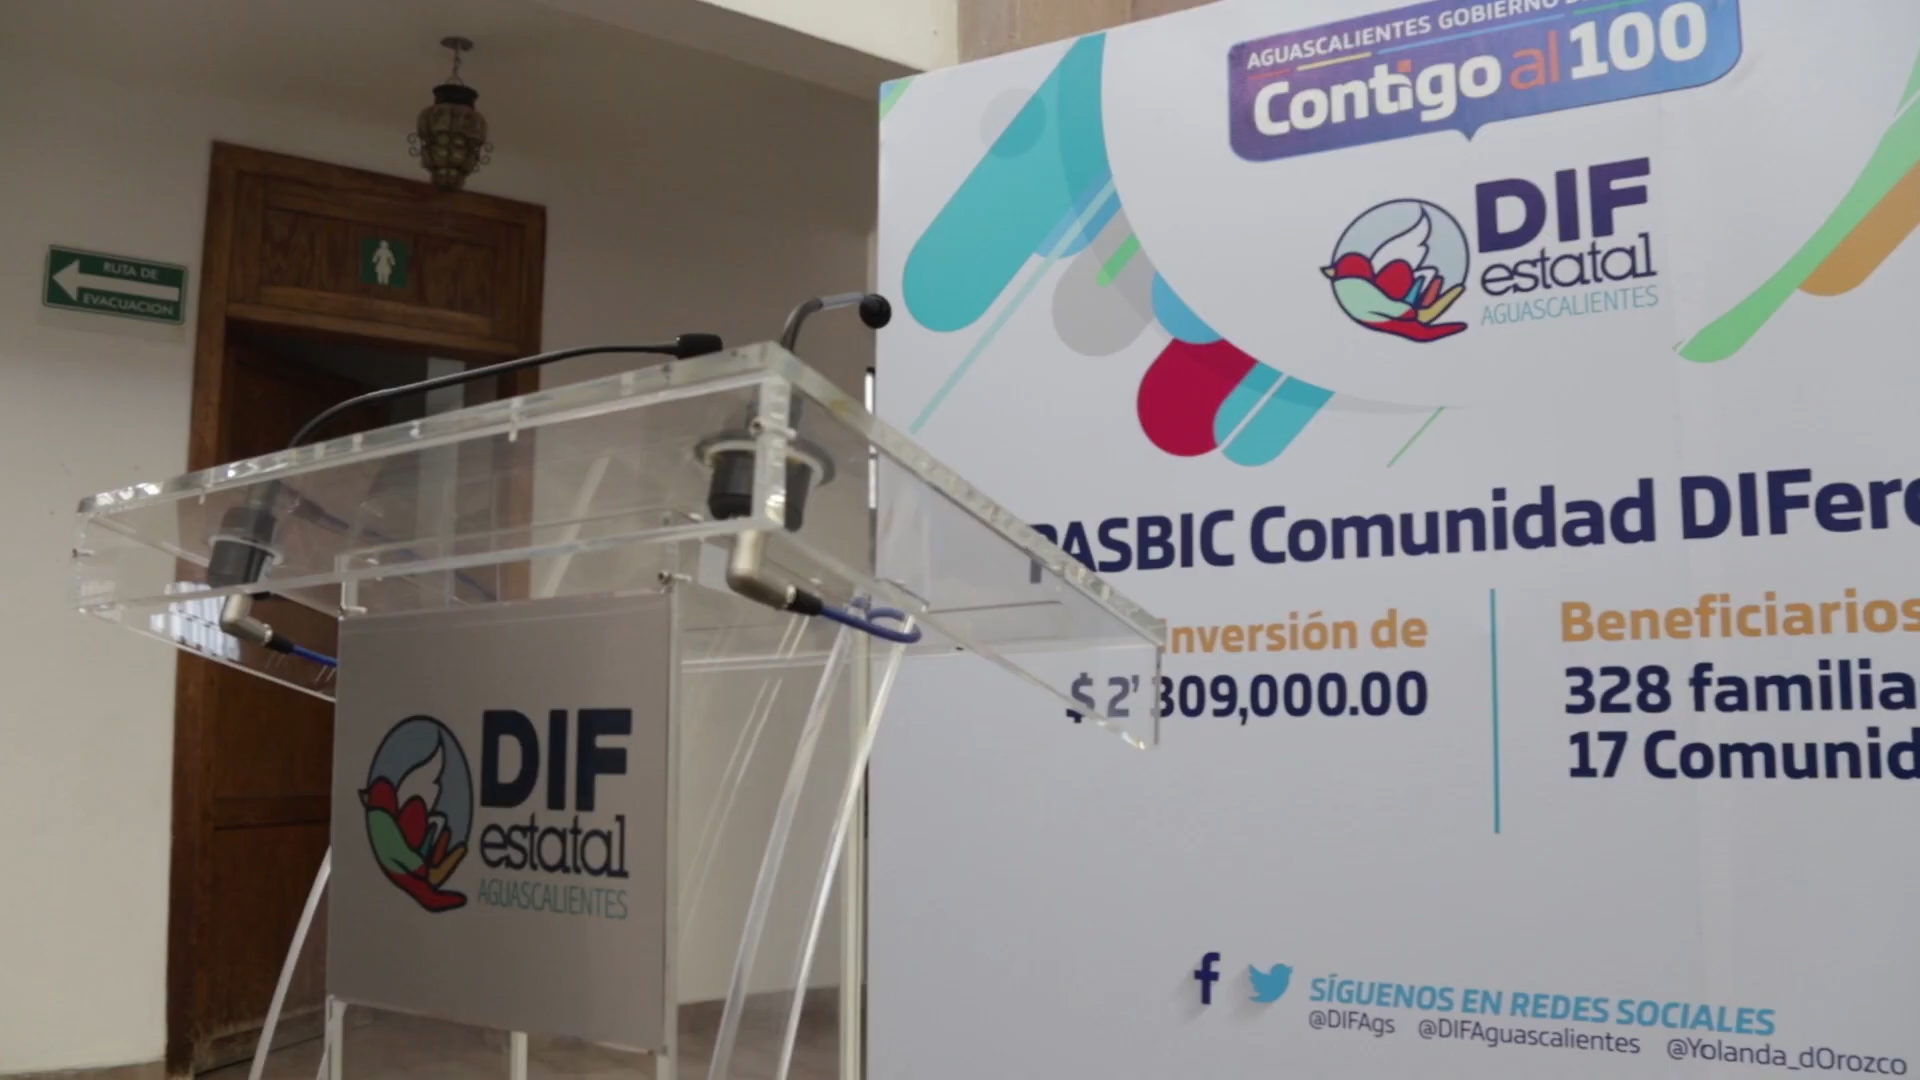 RUTA DE
EVACUACION
AGUASCALIENTES GOBIERNO
Contigo al 100
DIF
estatal
AGUASCALIENTES
PASBIC Comunidad DIFere
Inversión de
$ 2' 309,000.00
Beneficiarios
328 familia
17 Comunid
SÍGUENOS EN REDES SOCIALES
@DIFAgs @DIFAguascalientes @Yolanda_dOrozco
DIF
estatal
AGUASCALIENTES